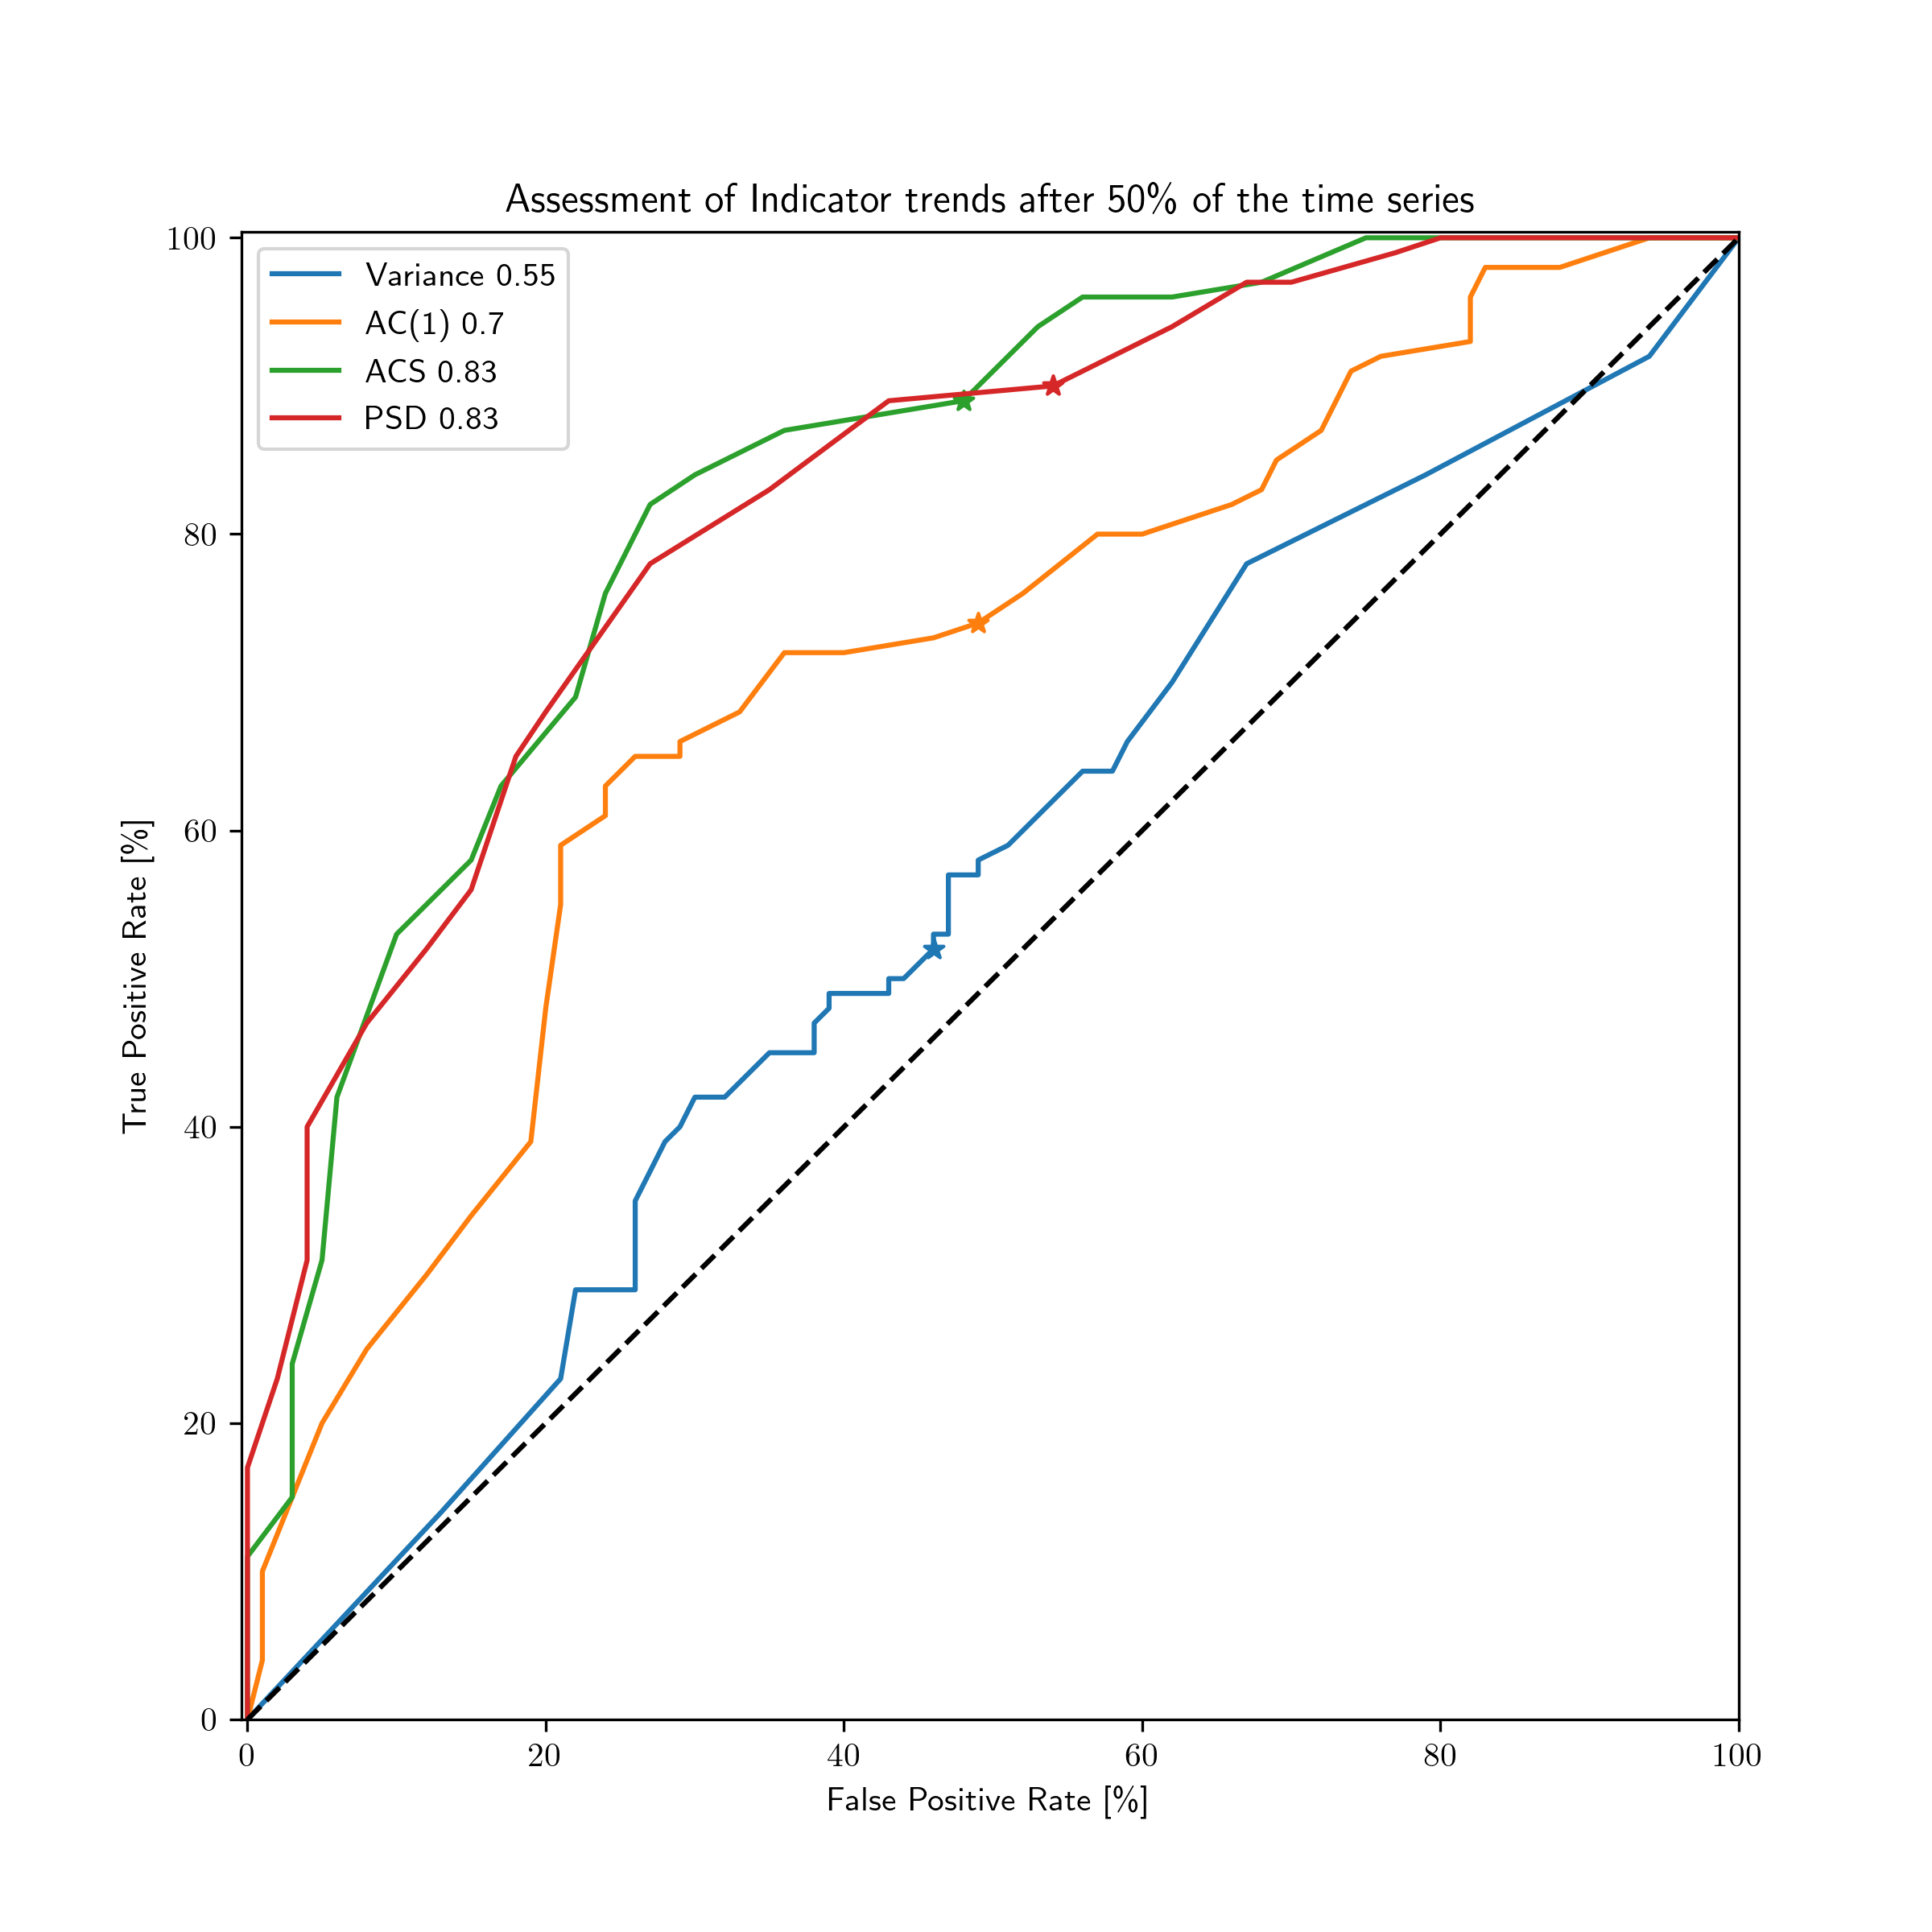 Assessment of Indicator trends after 50% of the time series
Variance 0.55
AC(1) 0.7
ACS 0.83
PSD 0.83
True Positive Rate [%]
100
80
60
40
20
0
0 20 40 60 80 100
False Positive Rate [%]